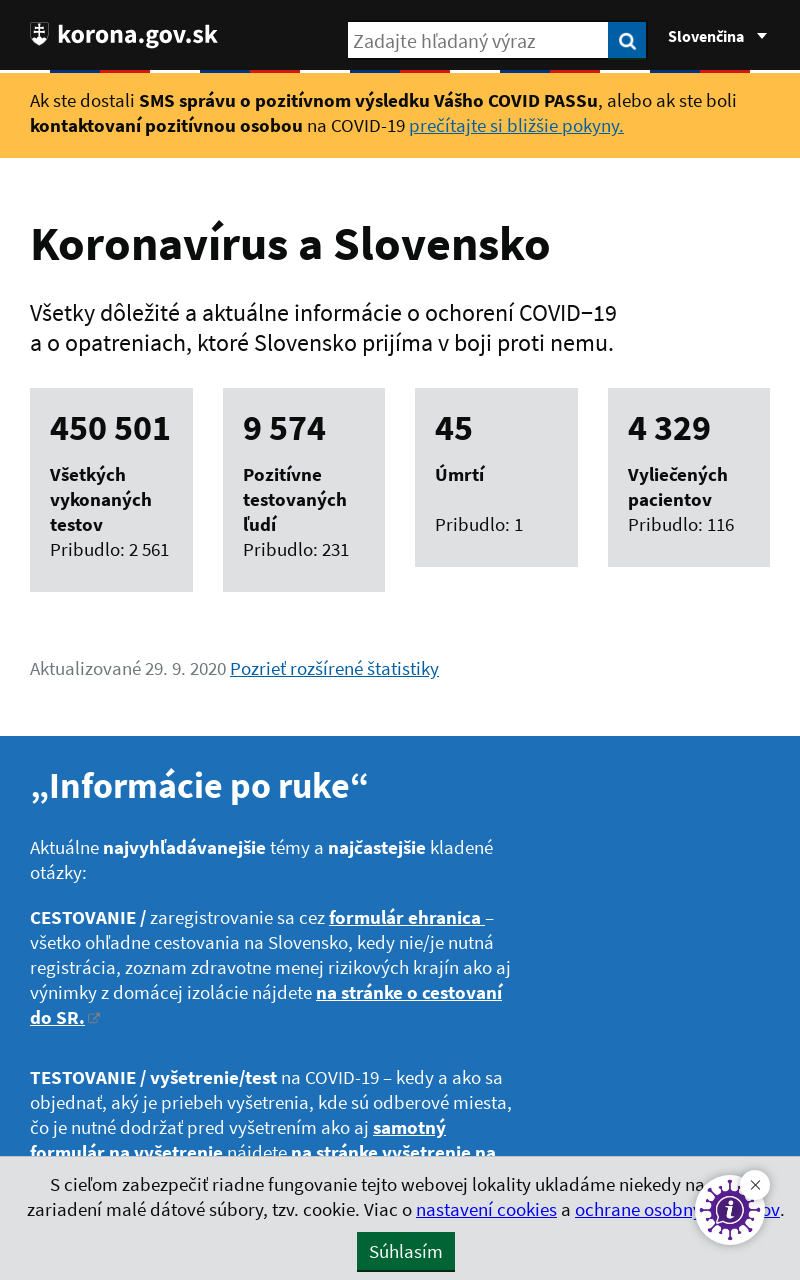 korona.gov.sk
Zadajte hľadaný výraz
Slovenčina
Ak ste dostali SMS správu o pozitívnom výsledku Vášho COVID PASSu, alebo ak ste boli
kontaktovaní pozitívnou osobou na COVID-19 prečítajte si bližšie pokyny.
Koronavírus a Slovensko
Všetky dôležité a aktuálne informácie o ochorení COVID−19
a o opatreniach, ktoré Slovensko prijíma v boji proti nemu.
450 501
Všetkých
vykonaných
testov
Pribudlo: 2 561
9 574
Pozitívne
testovaných
ľudí
Pribudlo: 231
45
Úmrtí
Pribudlo: 1
4 329
Vyliečených
pacientov
Pribudlo: 116
Aktualizované 29. 9. 2020 Pozrieť rozšírené štatistiky
„Informácie po ruke“
Aktuálne najvyhľadávanejšie témy a najčastejšie kladené
otázky:
CESTOVANIE / zaregistrovanie sa cez formulár ehranica –
všetko ohľadne cestovania na Slovensko, kedy nie/je nutná
registrácia, zoznam zdravotne menej rizikových krajín ako aj
výnimky z domácej izolácie nájdete na stránke o cestovaní
do SR.
TESTOVANIE / vyšetrenie/test na COVID-19 – kedy a ako sa
objednať, aký je priebeh vyšetrenia, kde sú odberové miesta,
čo je nutné dodržať pred vyšetrením ako aj samotný
formulár na vyšetrenie nájdete na stránke vyšetrenie na
S cieľom zabezpečiť riadne fungovanie tejto webovej lokality ukladáme niekedy na
zariadení malé dátové súbory, tzv. cookie. Viac o nastavení cookies a ochrane
Súhlasím